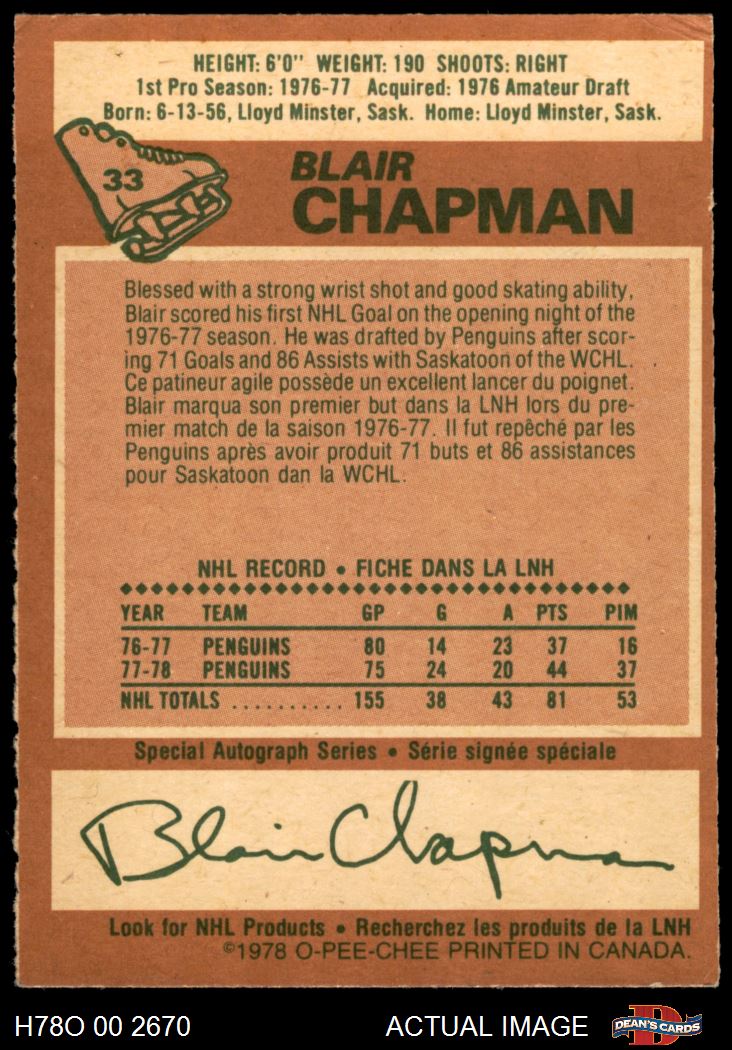 HEIGHT: 6'0" WEIGHT: 190 SHOOTS: RIGHT
1st Pro Season: 1976-77 Acquired: 1976 Amateur Draft
Born: 6-13-56, Lloyd Minster, Sask. Home: Lloyd Minster, Sask.
33
BLAIR
CHAPMAN
Blessed with a strong wrist shot and good skating ability,
Blair scored his first NHL Goal on the opening night of the
1976-77 season. He was drafted by Penguins after scor-
ing 71 Goals and 86 Assists with Saskatoon of the WCHL.
Ce patineur agile possède un excellent lancer du poignet.
Blair marqua son premier but dans la LNH lors du pre-
mier match de la saison 1976-77. Il fut repêché par les
Penguins après avoir produit 71 buts et 86 assistances
pour Saskatoon dan la WCHL.
NHL RECORD • FICHE DANS LA LNH
YEAR TEAM GP G A PTS PIM
76-77 PENGUINS 80 14 23 37 16
77-78 PENGUINS 75 24 20 44 37
NHL TOTALS .......... 155 38 43 81 53
Special Autograph Series • Série signée spéciale
Blair Chapman
Look for NHL Products • Recherchez les produits de la LNH
©1978 O-PEE-CHEE PRINTED IN CANADA.
H78O 00 2670
ACTUAL IMAGE
D
DEAN'S CARDS